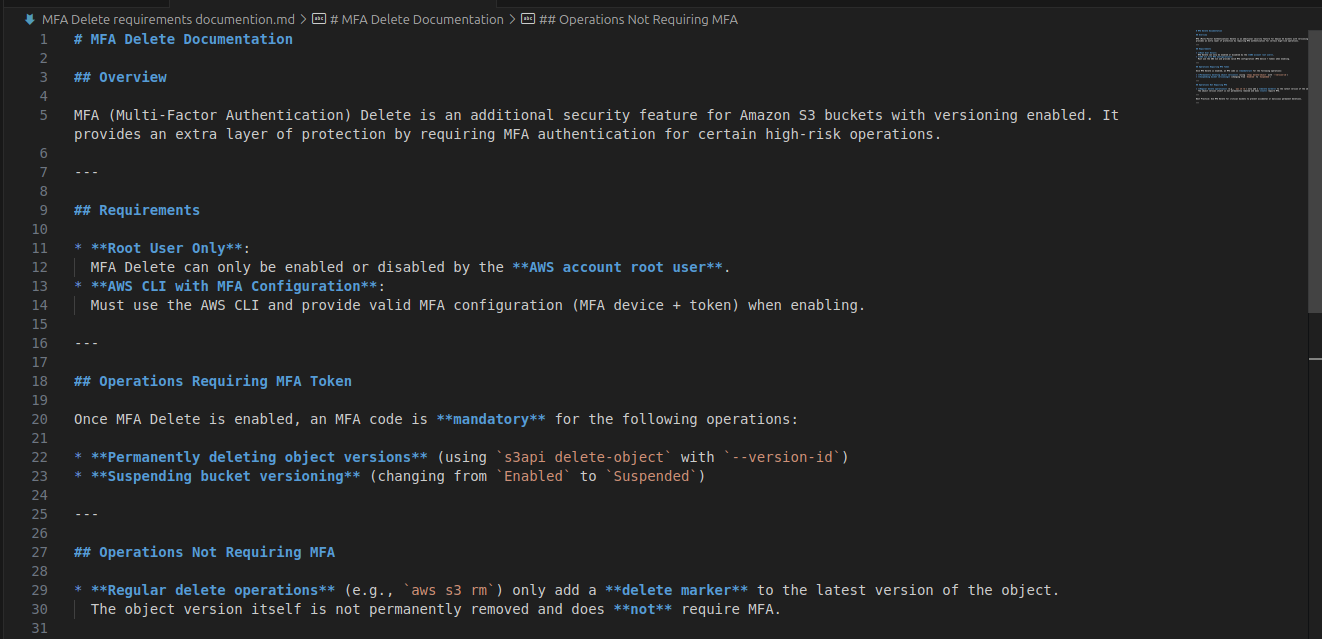 MFA Delete requirements documention.md > # MFA Delete Documentation > ## Operations Not Requiring MFA
1 # MFA Delete Documentation
2
3 ## Overview
4
5 MFA (Multi-Factor Authentication) Delete is an additional security feature for Amazon S3 buckets with versioning enabled. It
provides an extra layer of protection by requiring MFA authentication for certain high-risk operations.
6
7 ---
8
9 ## Requirements
10
11 * **Root User Only**:
12 MFA Delete can only be enabled or disabled by the **AWS account root user**.
13 * **AWS CLI with MFA Configuration**:
14 Must use the AWS CLI and provide valid MFA configuration (MFA device + token) when enabling.
15
16 ---
17
18 ## Operations Requiring MFA Token
19
20 Once MFA Delete is enabled, an MFA code is **mandatory** for the following operations:
21
22 * **Permanently deleting object versions** (using `s3api delete-object` with `--version-id`)
23 * **Suspending bucket versioning** (changing from `Enabled` to `Suspended`)
24
25 ---
26
27 ## Operations Not Requiring MFA
28
29 * **Regular delete operations** (e.g., `aws s3 rm`) only add a **delete marker** to the latest version of the object.
30 The object version itself is not permanently removed and does **not** require MFA.
31